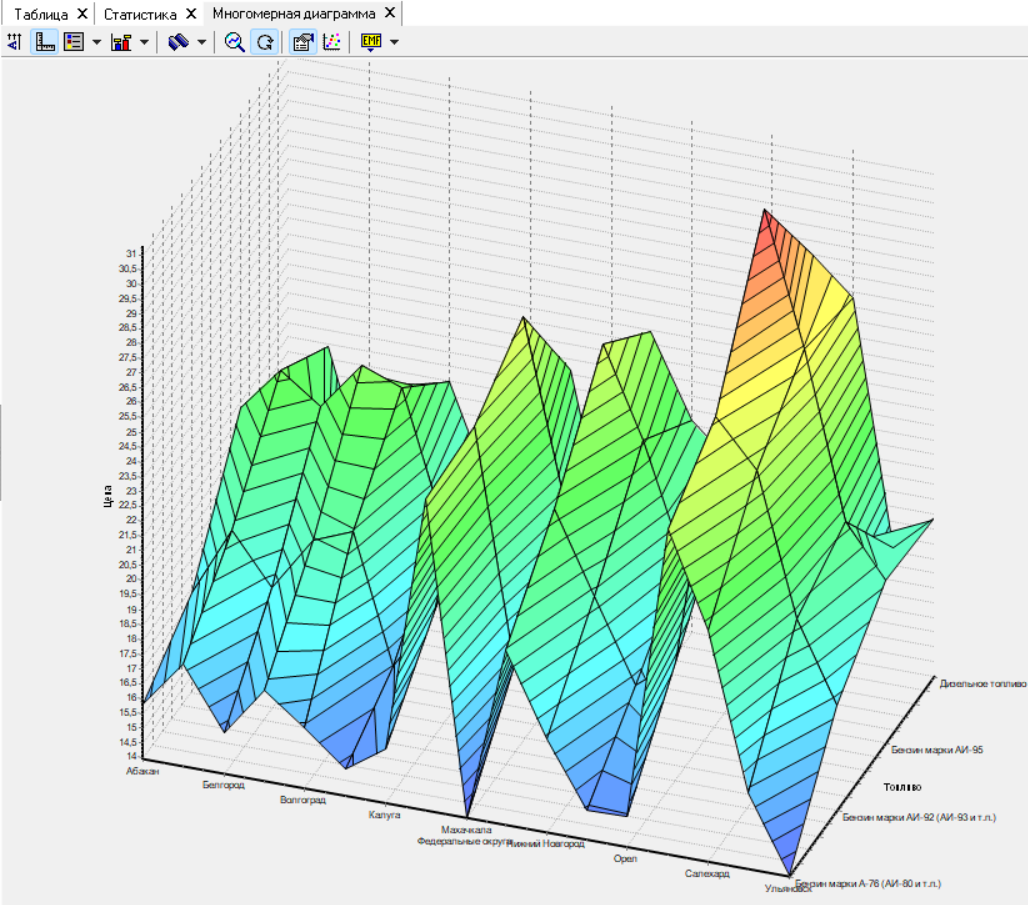 Таблица X Статистика X Многомерная диаграмма X
EMF
31
30,5
30
29,5
29
28,5
28
27,5
27
26,5
26
25,5
25
24,5
24
23,5
23
22,5
22
21,5
21
20,5
20
19,5
19
18,5
18
17,5
17
16,5
16
15,5
15
14,5
14
Цена
Абакан
Белгород
Волгоград
Калуга
Махачкала
Федеральные округа
Нижний Новгород
Орел
Салехард
Ульяновск
Дизельное топливо
Бензин марки АИ-95
Топливо
Бензин марки АИ-92 (АИ-93 и т.п.)
Бензин марки А-76 (АИ-80 и т.п.)